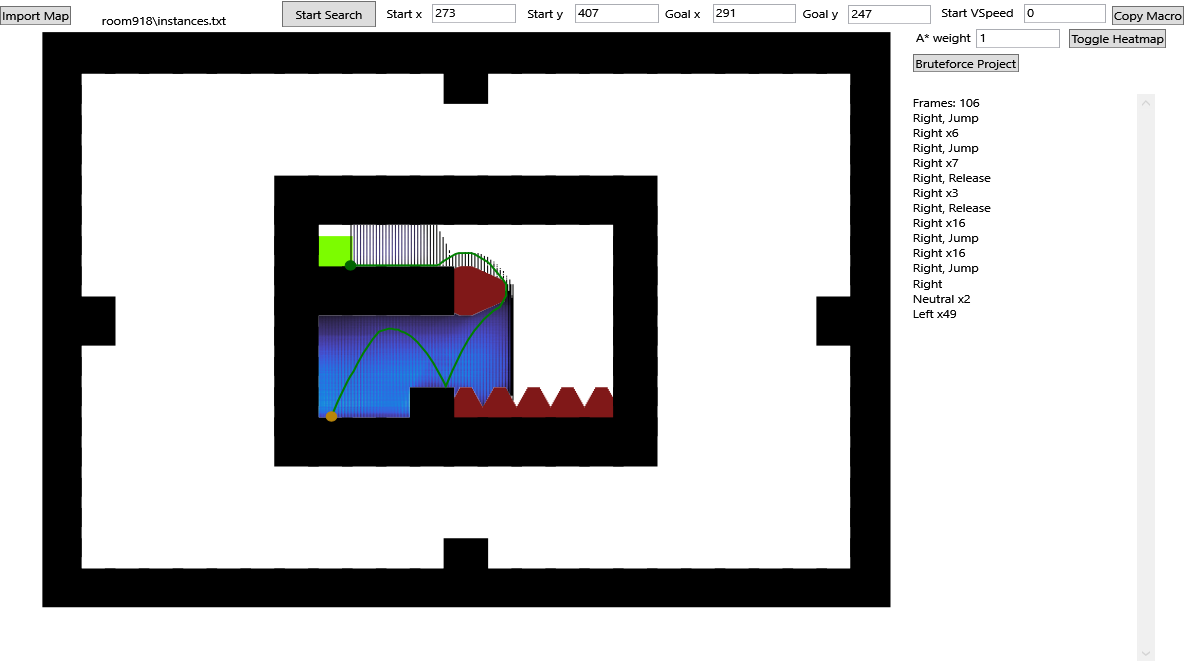 Import Map
room918\instances.txt
Start Search
Start x 273
Start y 407
Goal x 291
Goal y 247
Start VSpeed 0
Copy Macro
A* weight 1
Toggle Heatmap
Bruteforce Project
Frames: 106
Right, Jump
Right x6
Right, Jump
Right x7
Right, Release
Right x3
Right, Release
Right x16
Right, Jump
Right x16
Right, Jump
Right
Neutral x2
Left x49